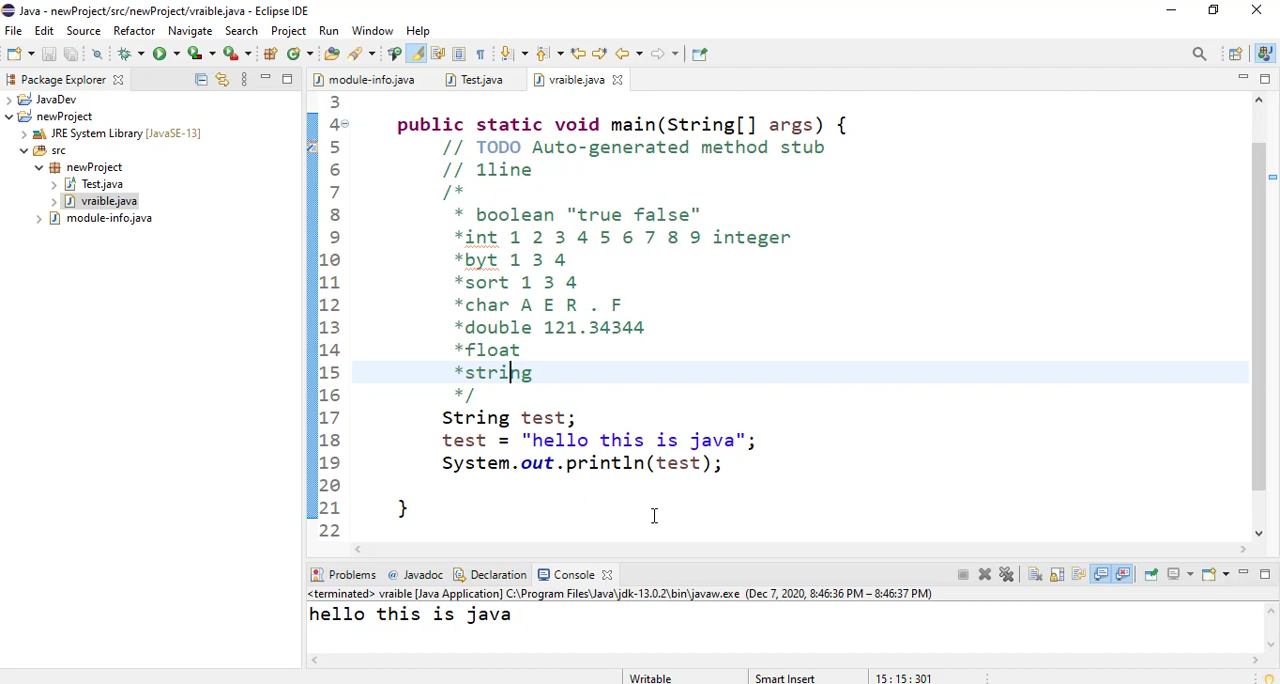 Java - newProject/src/newProject/vraible.java - Eclipse IDE
File Edit Source Refactor Navigate Search Project Run Window Help
Package Explorer
module-info.java Test.java vraible.java
JavaDev
newProject
JRE System Library [JavaSE-13]
src
newProject
Test.java
vraible.java
module-info.java
3
4 public static void main(String[] args) {
5 // TODO Auto-generated method stub
6 // 1line
7 /*
8 * boolean "true false"
9 *int 1 2 3 4 5 6 7 8 9 integer
10 *byt 1 3 4
11 *sort 1 3 4
12 *char A E R . F
13 *double 121.34344
14 *float
15 *string
16 */
17 String test;
18 test = "hello this is java";
19 System.out.println(test);
20
21 }
22
Problems @ Javadoc Declaration Console
<terminated> vraible [Java Application] C:\Program Files\Java\jdk-13.0.2\bin\javaw.exe (Dec 7, 2020, 8:46:36 PM – 8:46:37 PM)
hello this is java
Writable Smart Insert 15 : 15 : 301